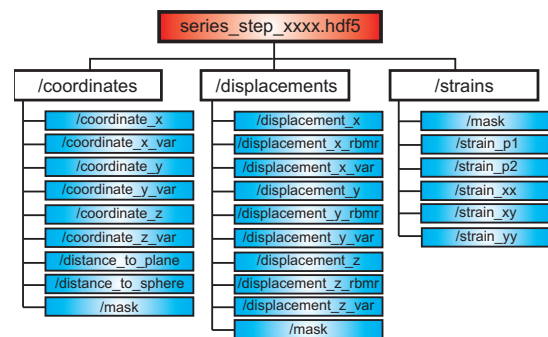 series_step_xxxx.hdf5
/coordinates
/coordinate_x
/coordinate_x_var
/coordinate_y
/coordinate_y_var
/coordinate_z
/coordinate_z_var
/distance_to_plane
/distance_to_sphere
/mask
/displacements
/displacement_x
/displacement_x_rbmr
/displacement_x_var
/displacement_y
/displacement_y_rbmr
/displacement_y_var
/displacement_z
/displacement_z_rbmr
/displacement_z_var
/mask
/strains
/mask
/strain_p1
/strain_p2
/strain_xx
/strain_xy
/strain_yy